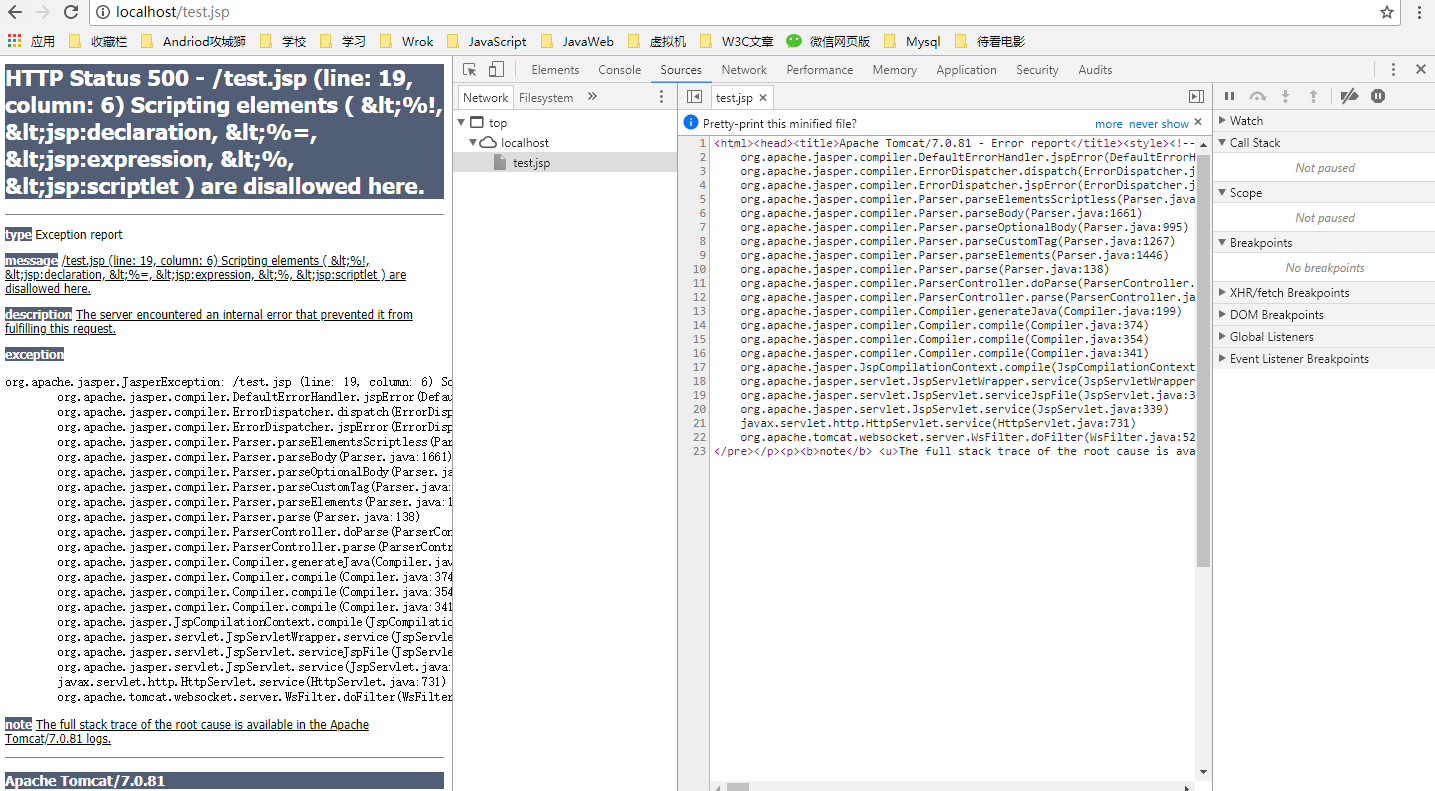 localhost/test.jsp
应用 收藏栏 Andriod攻城狮 学校 学习 Wrok JavaScript JavaWeb 虚拟机 W3C文章 微信网页版 Mysql 待看电影
HTTP Status 500 - /test.jsp (line: 19,
column: 6) Scripting elements ( &lt;%!,
&lt;jsp:declaration, &lt;%=,
&lt;jsp:expression, &lt;%,
&lt;jsp:scriptlet ) are disallowed here.
type Exception report
message /test.jsp (line: 19, column: 6) Scripting elements ( &lt;%!,
&lt;jsp:declaration, &lt;%=, &lt;jsp:expression, &lt;%, &lt;jsp:scriptlet ) are
disallowed here.
description The server encountered an internal error that prevented it from
fulfilling this request.
exception
org.apache.jasper.JasperException: /test.jsp (line: 19, column: 6) Sc
org.apache.jasper.compiler.DefaultErrorHandler.jspError(Defau
org.apache.jasper.compiler.ErrorDispatcher.dispatch(ErrorDisp
org.apache.jasper.compiler.ErrorDispatcher.jspError(ErrorDisp
org.apache.jasper.compiler.Parser.parseElementsScriptless(Par
org.apache.jasper.compiler.Parser.parseBody(Parser.java:1661)
org.apache.jasper.compiler.Parser.parseOptionalBody(Parser.ja
org.apache.jasper.compiler.Parser.parseCustomTag(Parser.java:
org.apache.jasper.compiler.Parser.parseElements(Parser.java:1
org.apache.jasper.compiler.Parser.parse(Parser.java:138)
org.apache.jasper.compiler.ParserController.doParse(ParserCon
org.apache.jasper.compiler.ParserController.parse(ParserContr
org.apache.jasper.compiler.Compiler.generateJava(Compiler.jav
org.apache.jasper.compiler.Compiler.compile(Compiler.java:374
org.apache.jasper.compiler.Compiler.compile(Compiler.java:354
org.apache.jasper.compiler.Compiler.compile(Compiler.java:341
org.apache.jasper.JspCompilationContext.compile(JspCompilatio
org.apache.jasper.servlet.JspServletWrapper.service(JspServle
org.apache.jasper.servlet.JspServlet.serviceJspFile(JspServle
org.apache.jasper.servlet.JspServlet.service(JspServlet.java:
javax.servlet.http.HttpServlet.service(HttpServlet.java:731)
org.apache.tomcat.websocket.server.WsFilter.doFilter(WsFilter
note The full stack trace of the root cause is available in the Apache
Tomcat/7.0.81 logs.
Apache Tomcat/7.0.81
Elements Console Sources Network Performance Memory Application Security Audits
Network Filesystem »
top
localhost
test.jsp
test.jsp
Pretty-print this minified file? more never show
1 <html><head><title>Apache Tomcat/7.0.81 - Error report</title><style><!--
2 org.apache.jasper.compiler.DefaultErrorHandler.jspError(DefaultErrorH
3 org.apache.jasper.compiler.ErrorDispatcher.dispatch(ErrorDispatcher.j
4 org.apache.jasper.compiler.ErrorDispatcher.jspError(ErrorDispatcher.j
5 org.apache.jasper.compiler.Parser.parseElementsScriptless(Parser.java
6 org.apache.jasper.compiler.Parser.parseBody(Parser.java:1661)
7 org.apache.jasper.compiler.Parser.parseOptionalBody(Parser.java:995)
8 org.apache.jasper.compiler.Parser.parseCustomTag(Parser.java:1267)
9 org.apache.jasper.compiler.Parser.parseElements(Parser.java:1446)
10 org.apache.jasper.compiler.Parser.parse(Parser.java:138)
11 org.apache.jasper.compiler.ParserController.doParse(ParserController.
12 org.apache.jasper.compiler.ParserController.parse(ParserController.ja
13 org.apache.jasper.compiler.Compiler.generateJava(Compiler.java:199)
14 org.apache.jasper.compiler.Compiler.compile(Compiler.java:374)
15 org.apache.jasper.compiler.Compiler.compile(Compiler.java:354)
16 org.apache.jasper.compiler.Compiler.compile(Compiler.java:341)
17 org.apache.jasper.JspCompilationContext.compile(JspCompilationContext
18 org.apache.jasper.servlet.JspServletWrapper.service(JspServletWrapper
19 org.apache.jasper.servlet.JspServlet.serviceJspFile(JspServlet.java:3
20 org.apache.jasper.servlet.JspServlet.service(JspServlet.java:339)
21 javax.servlet.http.HttpServlet.service(HttpServlet.java:731)
22 org.apache.tomcat.websocket.server.WsFilter.doFilter(WsFilter.java:52
23 </pre></p><p><b>note</b> <u>The full stack trace of the root cause is ava
Watch
Call Stack
Not paused
Scope
Not paused
Breakpoints
No breakpoints
XHR/fetch Breakpoints
DOM Breakpoints
Global Listeners
Event Listener Breakpoints